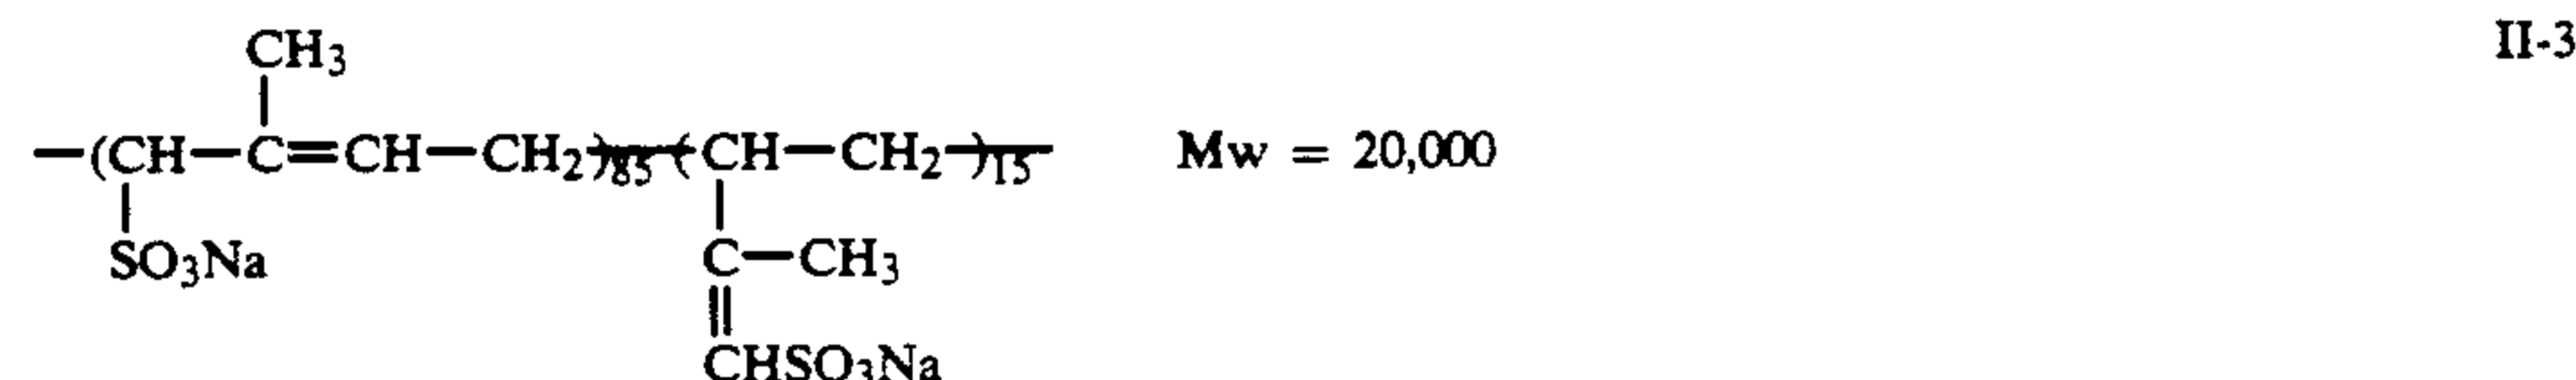 CH₃ II-3
—(CH—C=CH—CH₂)₈₅—(CH—CH₂—)₁₅— Mw = 20,000
SO₃Na C—CH₃
CHSO₃Na